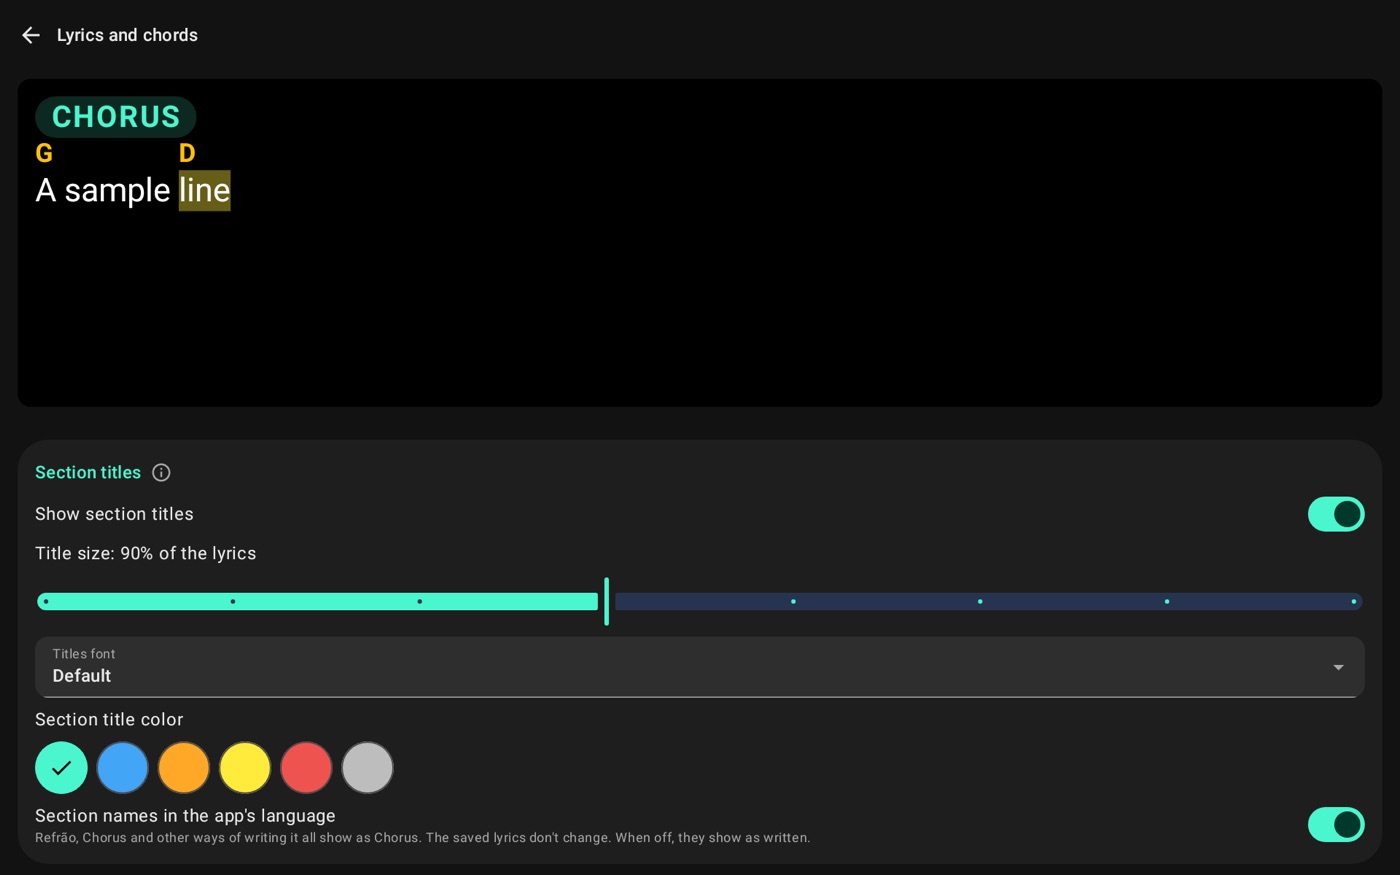 Lyrics and chords
CHORUS
G D
A sample line
Section titles
Show section titles
Title size: 90% of the lyrics
Titles font
Default
Section title color
Section names in the app's language
Refrão, Chorus and other ways of writing it all show as Chorus. The saved lyrics don't change. When off, they show as written.